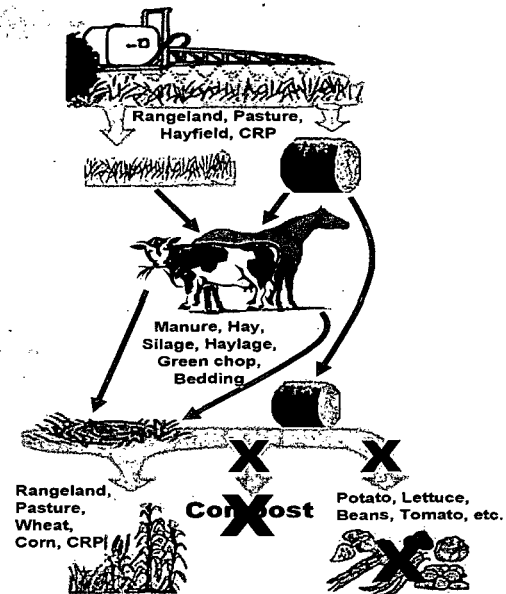 Rangeland, Pasture,
Hayfield, CRP
Manure, Hay,
Silage, Haylage,
Green chop,
Bedding
Rangeland,
Pasture,
Wheat,
Corn, CRP
Compost
Potato, Lettuce,
Beans, Tomato, etc.